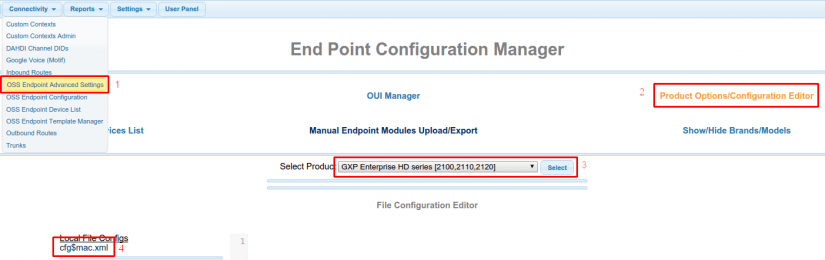 Connectivity Reports Settings User Panel
Custom Contexts
Custom Contexts Admin
DAHDI Channel DIDs
Google Voice (Motif)
Inbound Routes
OSS Endpoint Advanced Settings 1
OSS Endpoint Configuration
OSS Endpoint Device List
OSS Endpoint Template Manager
Outbound Routes
Trunks
End Point Configuration Manager
OUI Manager
2 Product Options/Configuration Editor
ices List
Manual Endpoint Modules Upload/Export
Show/Hide Brands/Models
Select Produc GXP Enterprise HD series [2100,2110,2120] Select 3
File Configuration Editor
Local File Configs
cfg$mac.xml 4
1